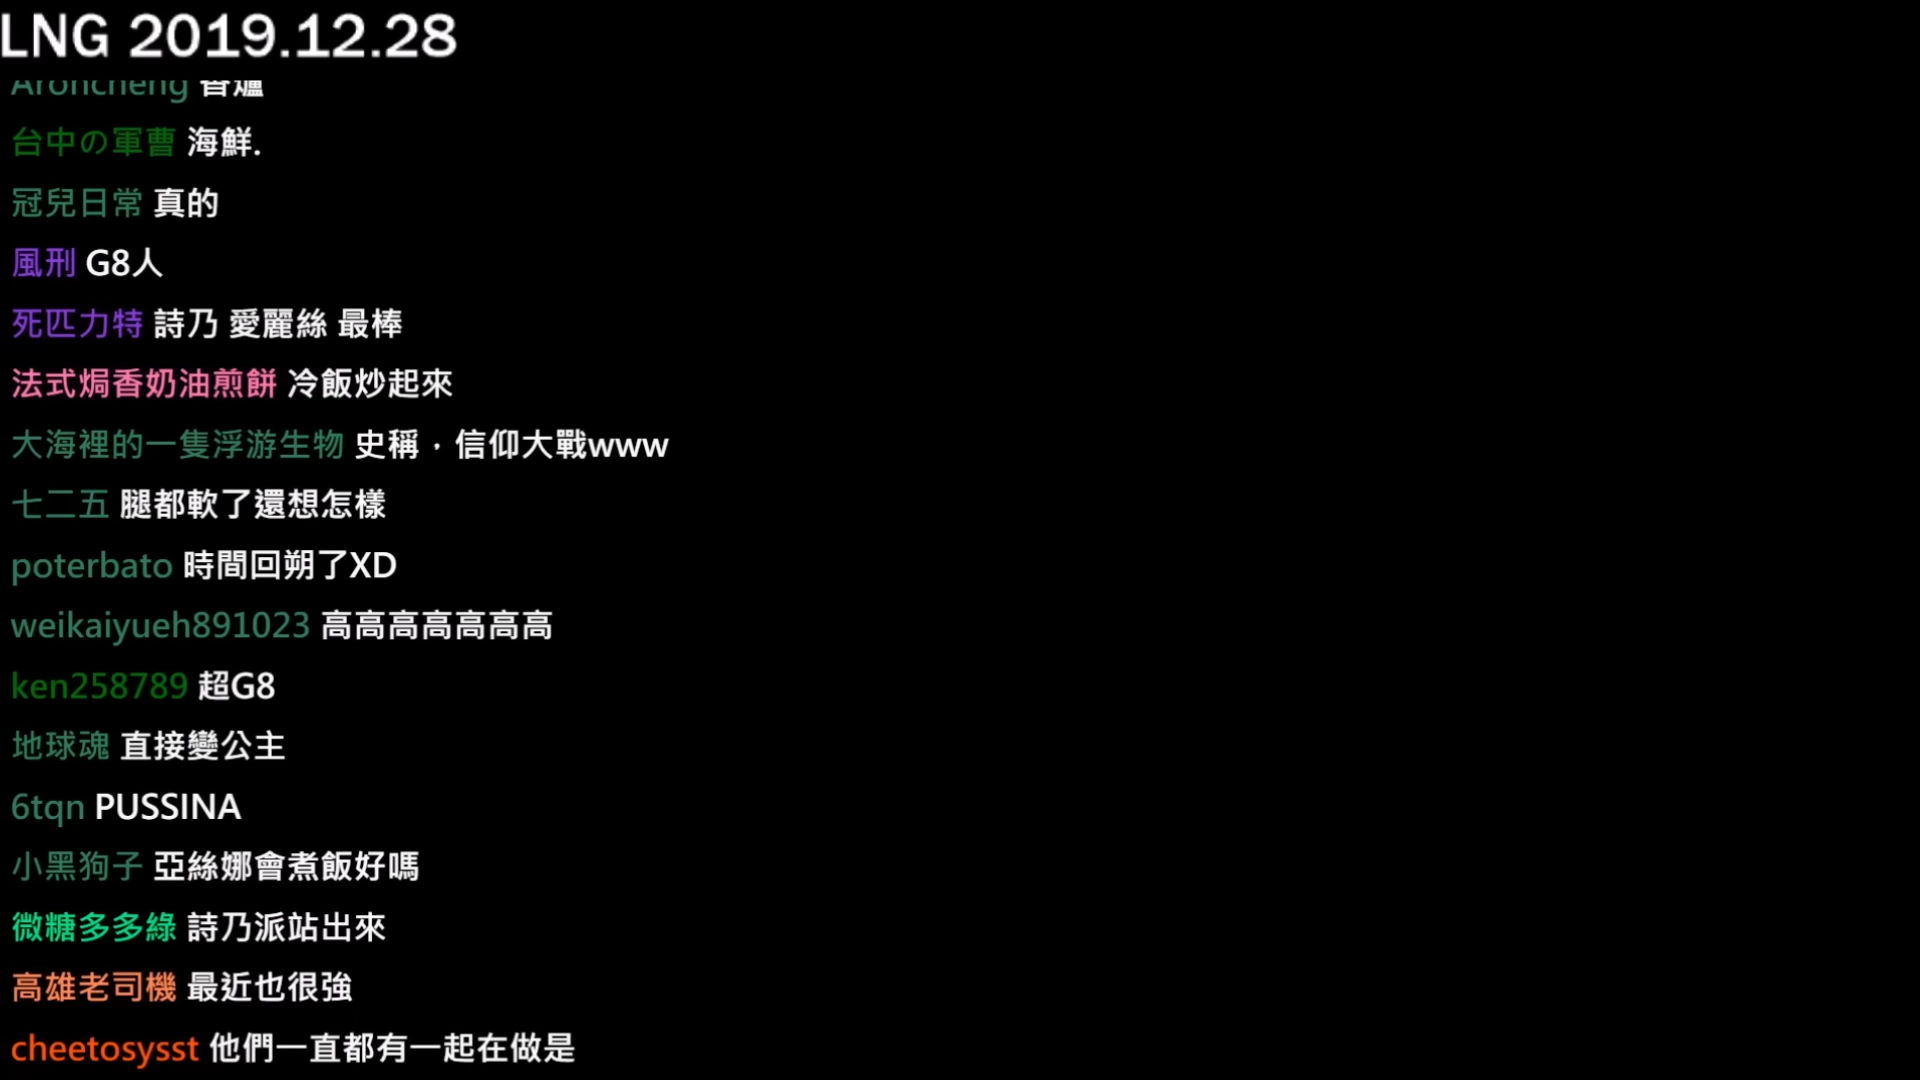 LNG 2019.12.28
Aroncheng 香爐
台中の軍曹 海鮮.
冠兒日常 真的
風刑 G8人
死匹力特 詩乃 愛麗絲 最棒
法式焗香奶油煎餅 冷飯炒起來
大海裡的一隻浮游生物 史稱，信仰大戰www
七二五 腿都軟了還想怎樣
poterbato 時間回朔了XD
weikaiyueh891023 高高高高高高高
ken258789 超G8
地球魂 直接變公主
6tqn PUSSINA
小黑狗子 亞絲娜會煮飯好嗎
微糖多多綠 詩乃派站出來
高雄老司機 最近也很強
cheetosysst 他們一直都有一起在做是